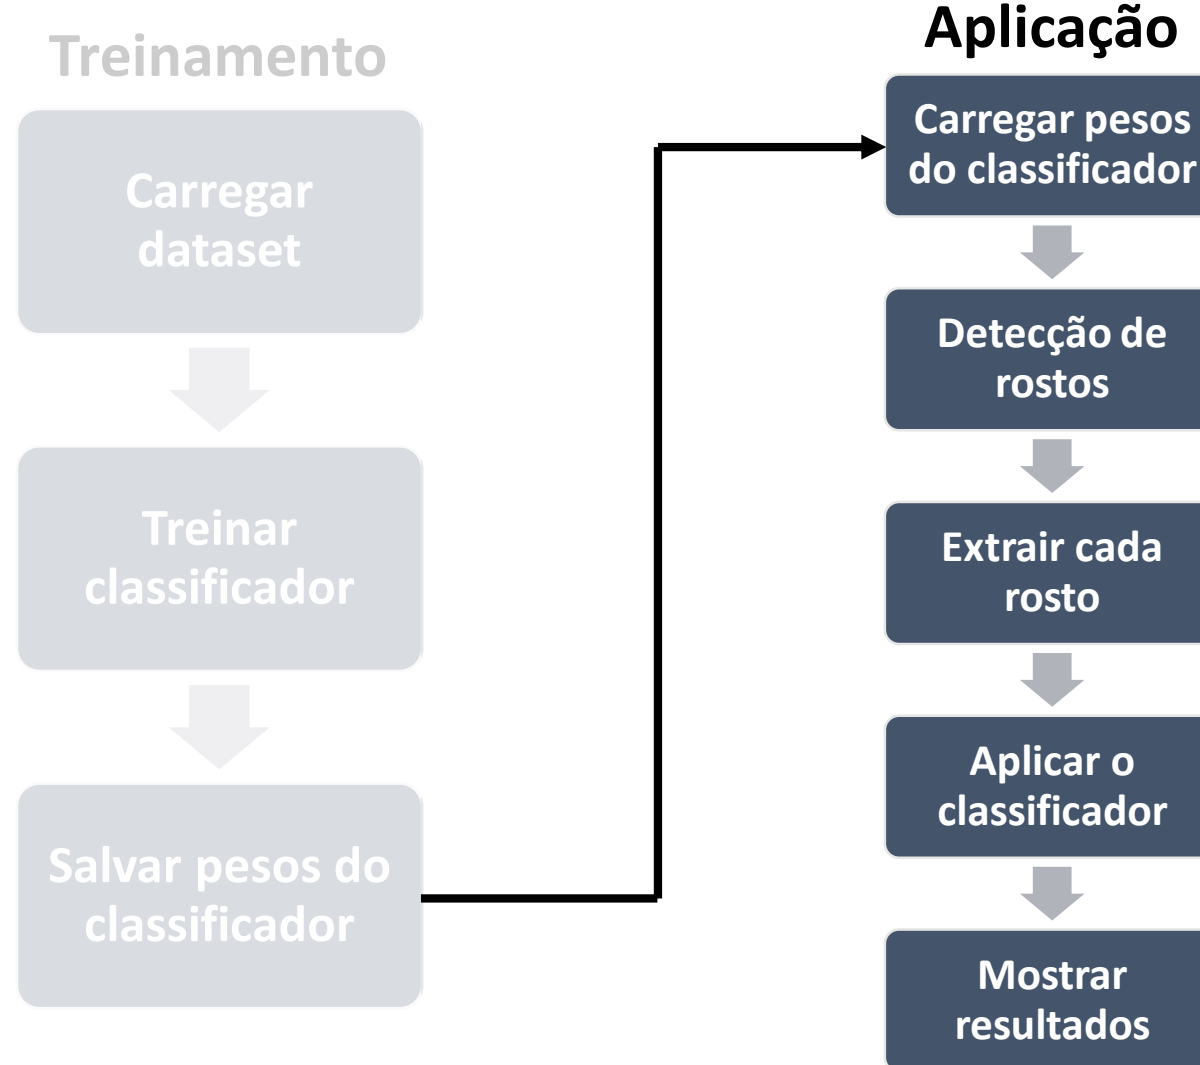 Treinamento
Carregar
dataset
Treinar
classificador
Salvar pesos do
classificador
Aplicação
Carregar pesos
do classificador
Detecção de
rostos
Extrair cada
rosto
Aplicar o
classificador
Mostrar
resultados